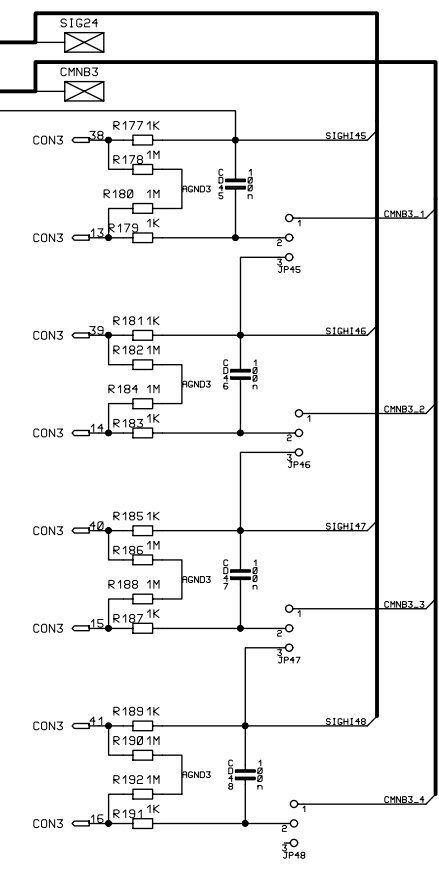 SIG24
CMNB3
CON3 38 R177 1K SIGHI45
R178 1M
CD45 100n
R180 1M AGND3
1 CMNB3_1
CON3 13 R179 1K 2
3
JP45
CON3 39 R181 1K SIGHI46
R182 1M
CD46 100n
R184 1M AGND3
1 CMNB3_2
CON3 14 R183 1K 2
3
JP46
CON3 40 R185 1K SIGHI47
R186 1M
CD47 100n
R188 1M AGND3
1 CMNB3_3
CON3 15 R187 1K 2
3
JP47
CON3 41 R189 1K SIGHI48
R190 1M
CD48 100n
R192 1M AGND3
1 CMNB3_4
CON3 16 R191 1K 2
3
JP48